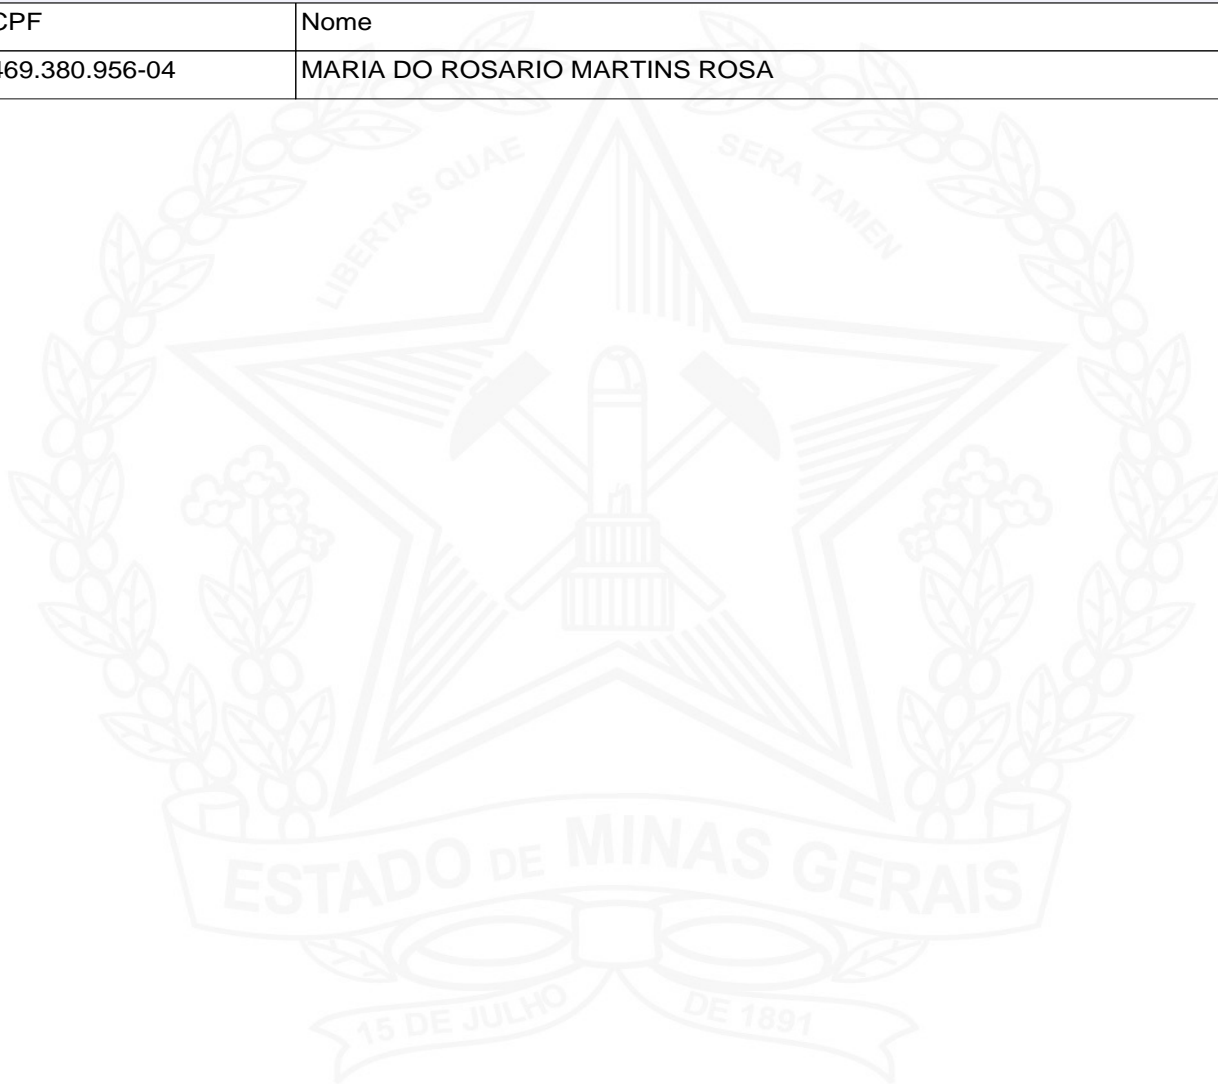 CPF Nome
469.380.956-04 MARIA DO ROSARIO MARTINS ROSA
LIBERTAS QUAE SERA TAMEN
ESTADO DE MINAS GERAIS
15 DE JULHO DE 1891